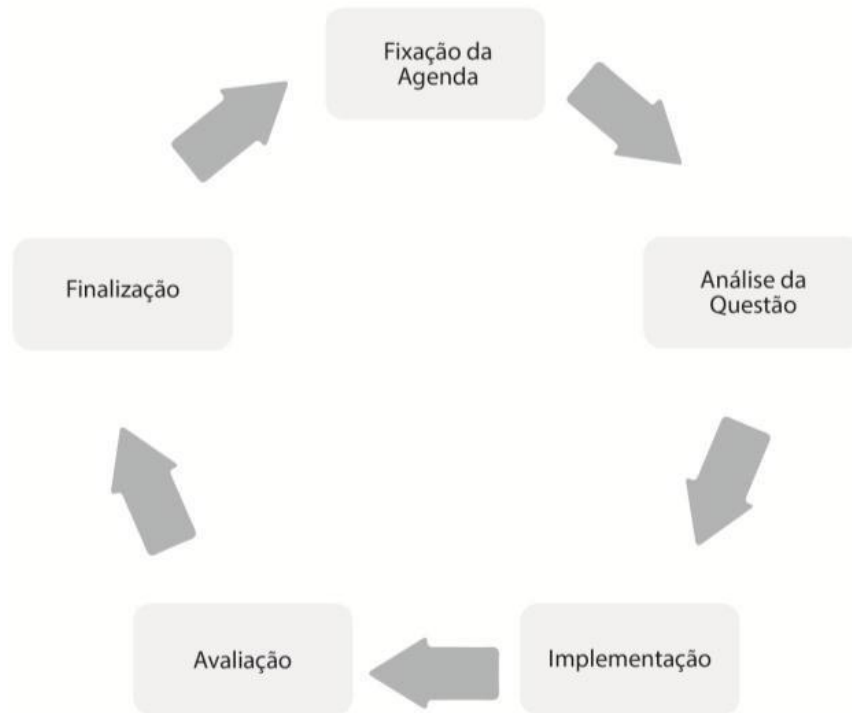 Fixação da
Agenda
Análise da
Questão
Implementação
Avaliação
Finalização